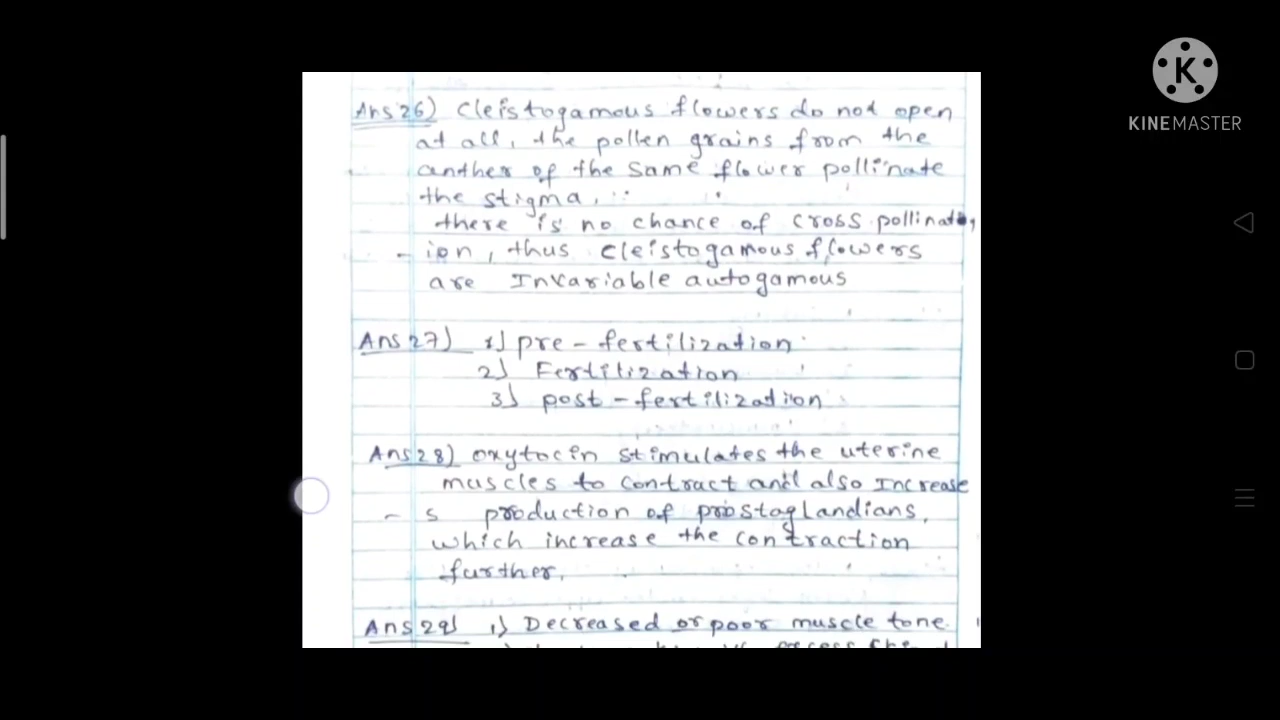 KINEMASTER
Ans 26) Cleistogamous flowers do not open
at all, the pollen grains from the
anther of the same flower pollinate
the stigma.
there is no chance of cross pollinat
- ion, thus cleistogamous flowers
are Invariable autogamous
Ans 27) 1) pre - fertilization
2) Fertilization
3) post - fertilization
Ans 28) oxytocin stimulates the uterine
muscles to contract and also Increase
- s production of prostaglandians,
which increase the contraction
further.
Ans 29) 1) Decreased or poor muscle tone.